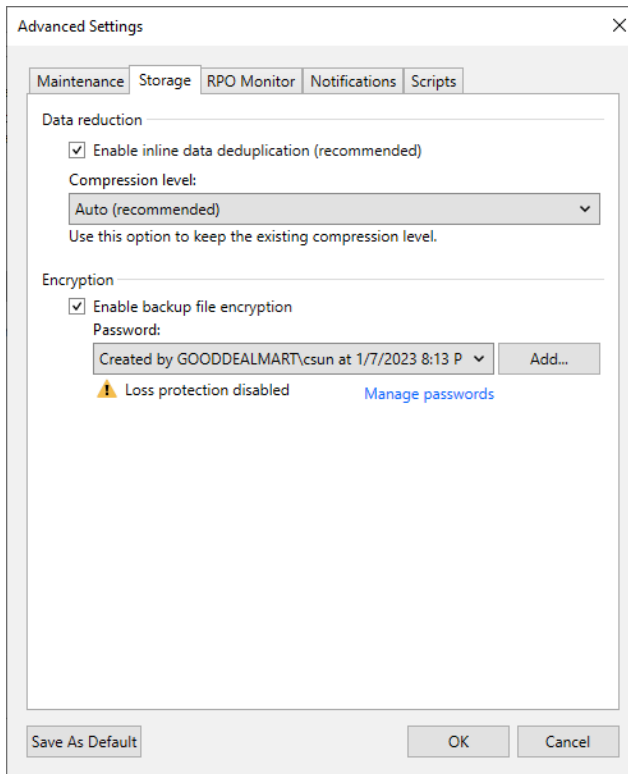 Advanced Settings
Maintenance Storage RPO Monitor Notifications Scripts
Data reduction
Enable inline data deduplication (recommended)
Compression level:
Auto (recommended)
Use this option to keep the existing compression level.
Encryption
Enable backup file encryption
Password:
Created by GOODDEALMART\csun at 1/7/2023 8:13 P Add...
Loss protection disabled Manage passwords
Save As Default OK Cancel